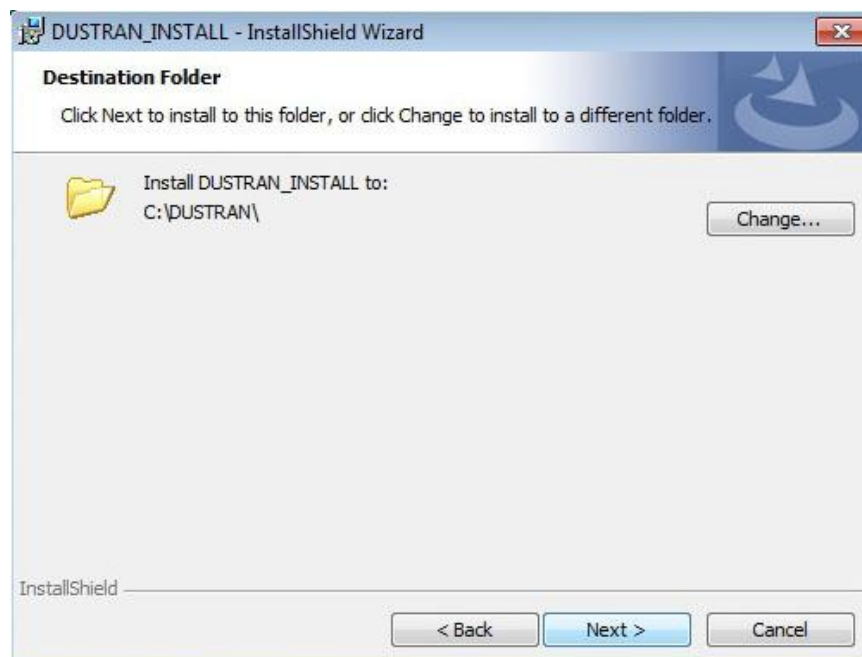 DUSTRAN_INSTALL - InstallShield Wizard
Destination Folder
Click Next to install to this folder, or click Change to install to a different folder.
Install DUSTRAN_INSTALL to:
C:\DUSTRAN\
Change...
InstallShield
< Back
Next >
Cancel